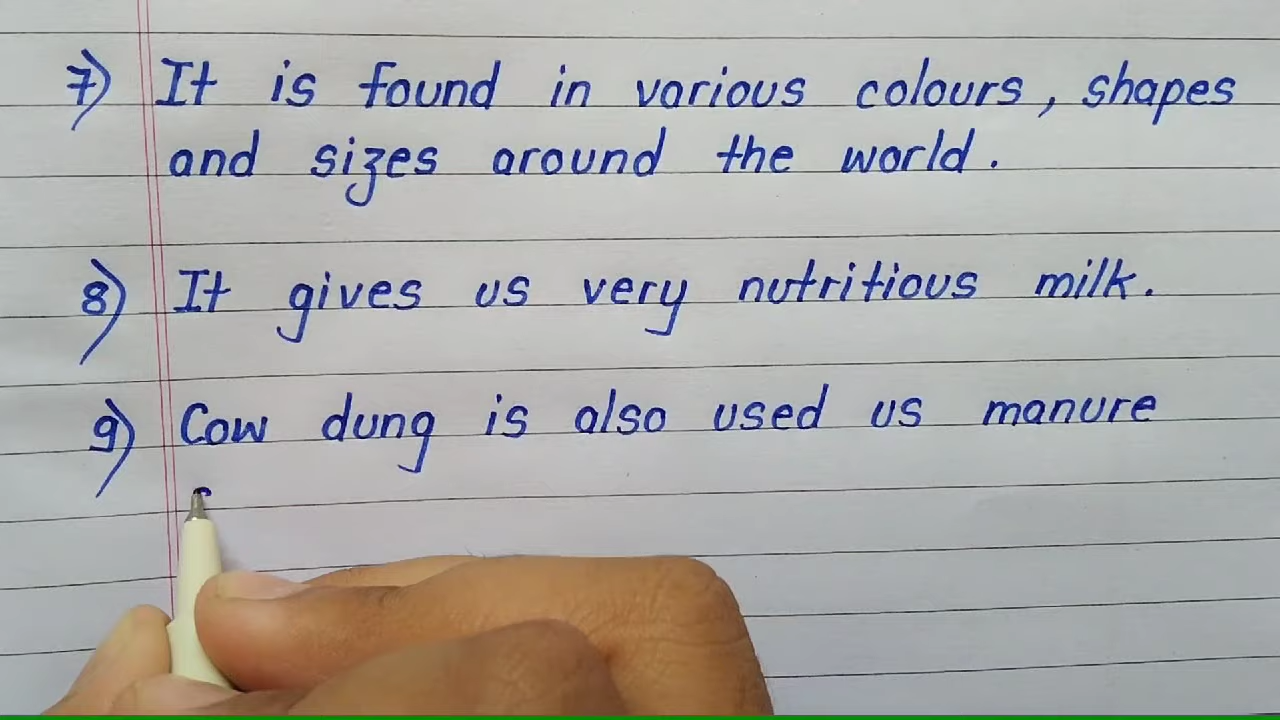 7) It is found in various colours, shapes
and sizes around the world.
8) It gives us very nutritious milk.
9) Cow dung is also used us manure